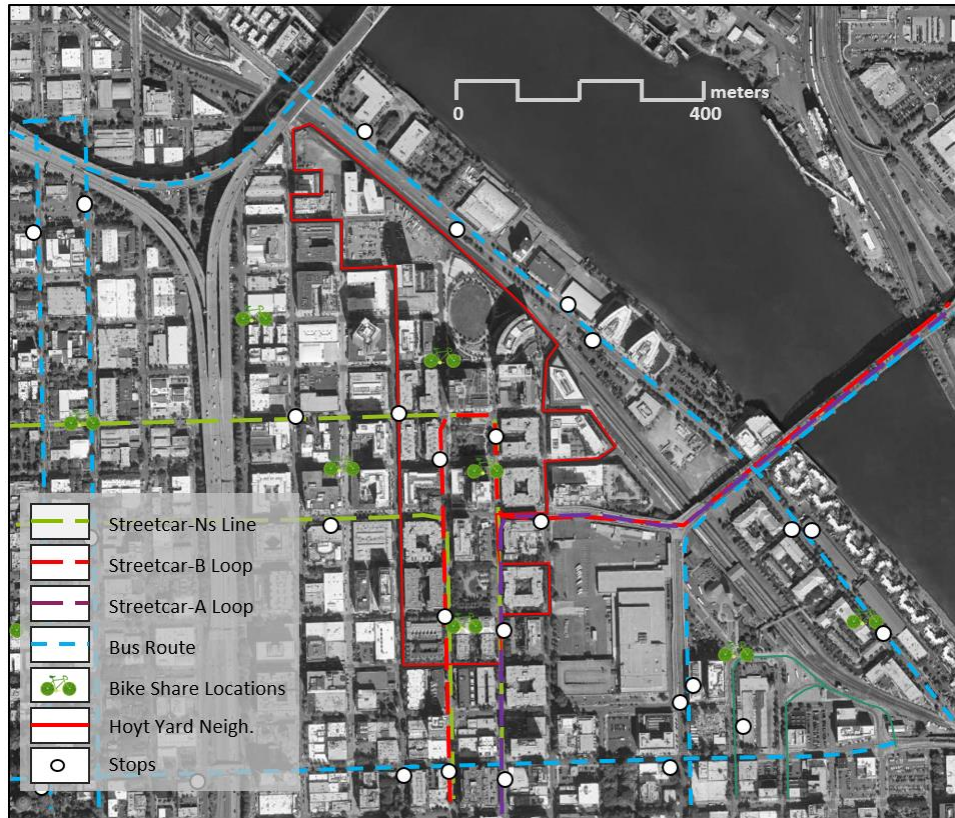 meters
0
400
Streetcar-Ns Line
Streetcar-B Loop
Streetcar-A Loop
Bus Route
Bike Share Locations
Hoyt Yard Neigh.
Stops